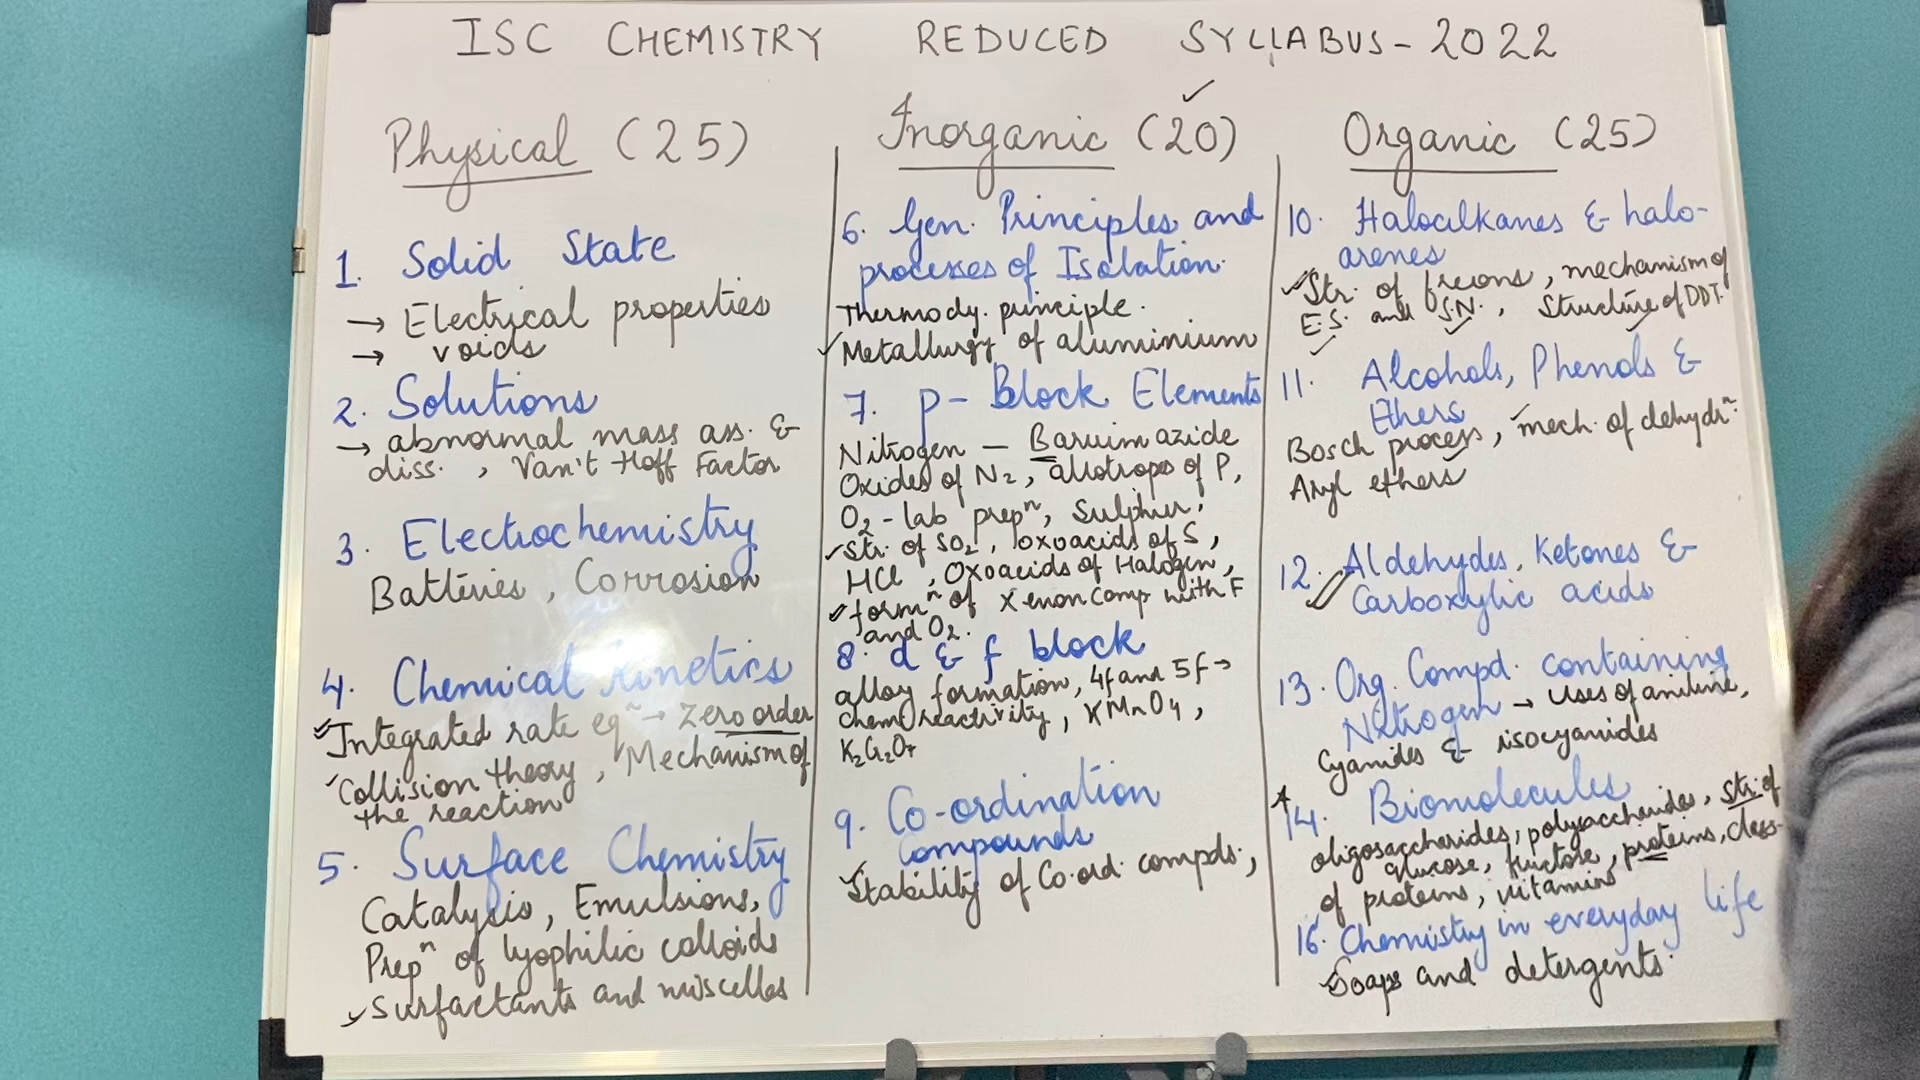 ISC CHEMISTRY REDUCED SYLLABUS - 2022
Physical (25)
1. Solid State
→ Electrical properties
→ voids
2. Solutions
→ abnormal mass ass. &
diss. , Van't Hoff Factor
3. Electrochemistry
Batteries , Corrosion
4. Chemical Kinetics
Integrated rate eqⁿ → Zero order
Collision theory , Mechanism of
the reaction
5. Surface Chemistry
Catalysis, Emulsions,
Prepⁿ of lyophilic colloids
Surfactants and miscelles
Inorganic (20)
6. Gen. Principles and
processes of Isolation.
Thermody. principle.
Metallurgy of aluminium
7. p - Block Elements
Nitrogen — Baruim azide
Oxides of N₂, allotrops of P,
O₂ - lab prepⁿ, Sulphur,
Str. of SO₂, oxoacids of S,
HCl , Oxoacids of Halogen,
formⁿ of Xenon comp with F
and O₂.
8. d & f block
alloy formation, 4f and 5f →
chem reactivity, KMnO₄,
K₂Cr₂O₇
9. Co-ordination
Compounds
Stability of Co-ord. compds.,
Organic (25)
10. Haloalkanes & halo-
arenes
Str. of freons, mechanism of
E.S. and S.N. , Structure of DDT.
11. Alcohols, Phenols &
Ethers
Bosch process, mech. of dehydrⁿ.
Aryl ethers
12. Aldehydes, Ketones &
Carboxylic acids
13. Org. Compd. containing
Nitrogen → Uses of aniline,
Cyanides & isocyanides
14. Biomolecules
oligosaccharides, polysaccharides, Str. of
glucose, fructose, proteins, class.
of proteins, vitamins
16. Chemistry in everyday life
Soaps and detergents.